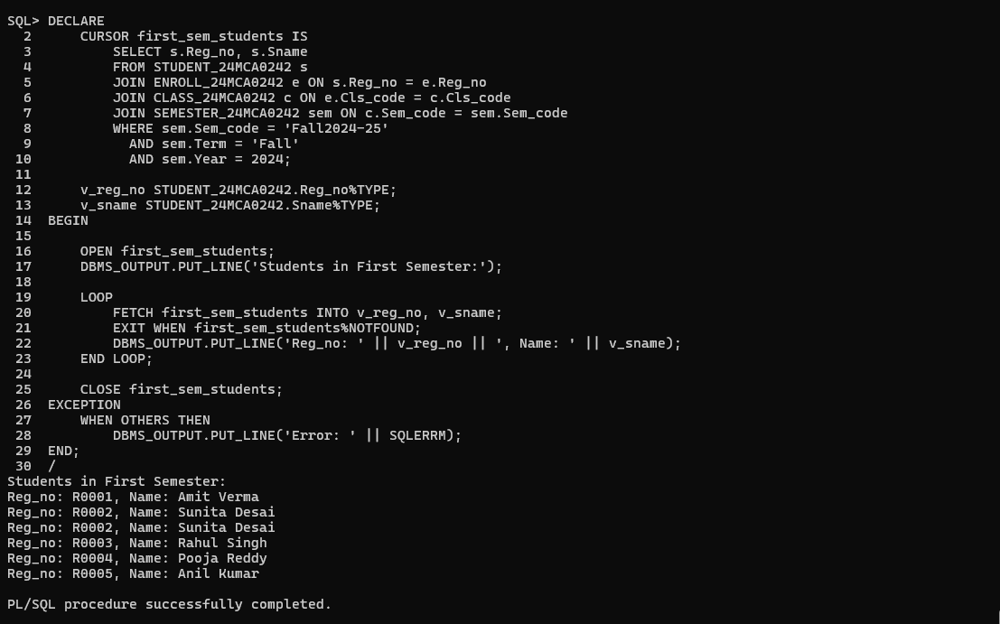 SQL> DECLARE
  2      CURSOR first_sem_students IS
  3          SELECT s.Reg_no, s.Sname
  4          FROM STUDENT_24MCA0242 s
  5          JOIN ENROLL_24MCA0242 e ON s.Reg_no = e.Reg_no
  6          JOIN CLASS_24MCA0242 c ON e.Cls_code = c.Cls_code
  7          JOIN SEMESTER_24MCA0242 sem ON c.Sem_code = sem.Sem_code
  8          WHERE sem.Sem_code = 'Fall2024-25'
  9            AND sem.Term = 'Fall'
 10            AND sem.Year = 2024;
 11
 12      v_reg_no STUDENT_24MCA0242.Reg_no%TYPE;
 13      v_sname STUDENT_24MCA0242.Sname%TYPE;
 14  BEGIN
 15
 16      OPEN first_sem_students;
 17      DBMS_OUTPUT.PUT_LINE('Students in First Semester:');
 18
 19      LOOP
 20          FETCH first_sem_students INTO v_reg_no, v_sname;
 21          EXIT WHEN first_sem_students%NOTFOUND;
 22          DBMS_OUTPUT.PUT_LINE('Reg_no: ' || v_reg_no || ', Name: ' || v_sname);
 23      END LOOP;
 24
 25      CLOSE first_sem_students;
 26  EXCEPTION
 27      WHEN OTHERS THEN
 28          DBMS_OUTPUT.PUT_LINE('Error: ' || SQLERRM);
 29  END;
 30  /
Students in First Semester:
Reg_no: R0001, Name: Amit Verma
Reg_no: R0002, Name: Sunita Desai
Reg_no: R0002, Name: Sunita Desai
Reg_no: R0003, Name: Rahul Singh
Reg_no: R0004, Name: Pooja Reddy
Reg_no: R0005, Name: Anil Kumar
PL/SQL procedure successfully completed.